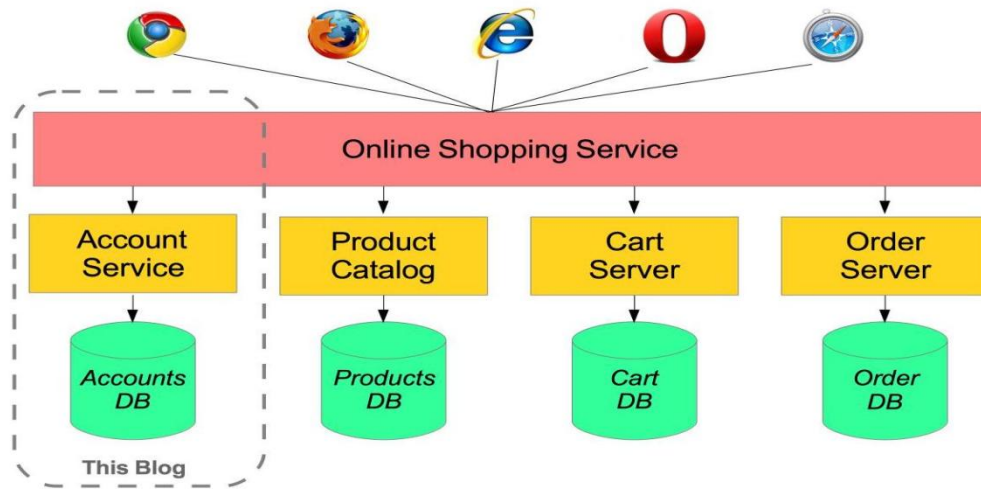 Online Shopping Service
Account
Service
Product
Catalog
Cart
Server
Order
Server
Accounts
DB
Products
DB
Cart
DB
Order
DB
This Blog